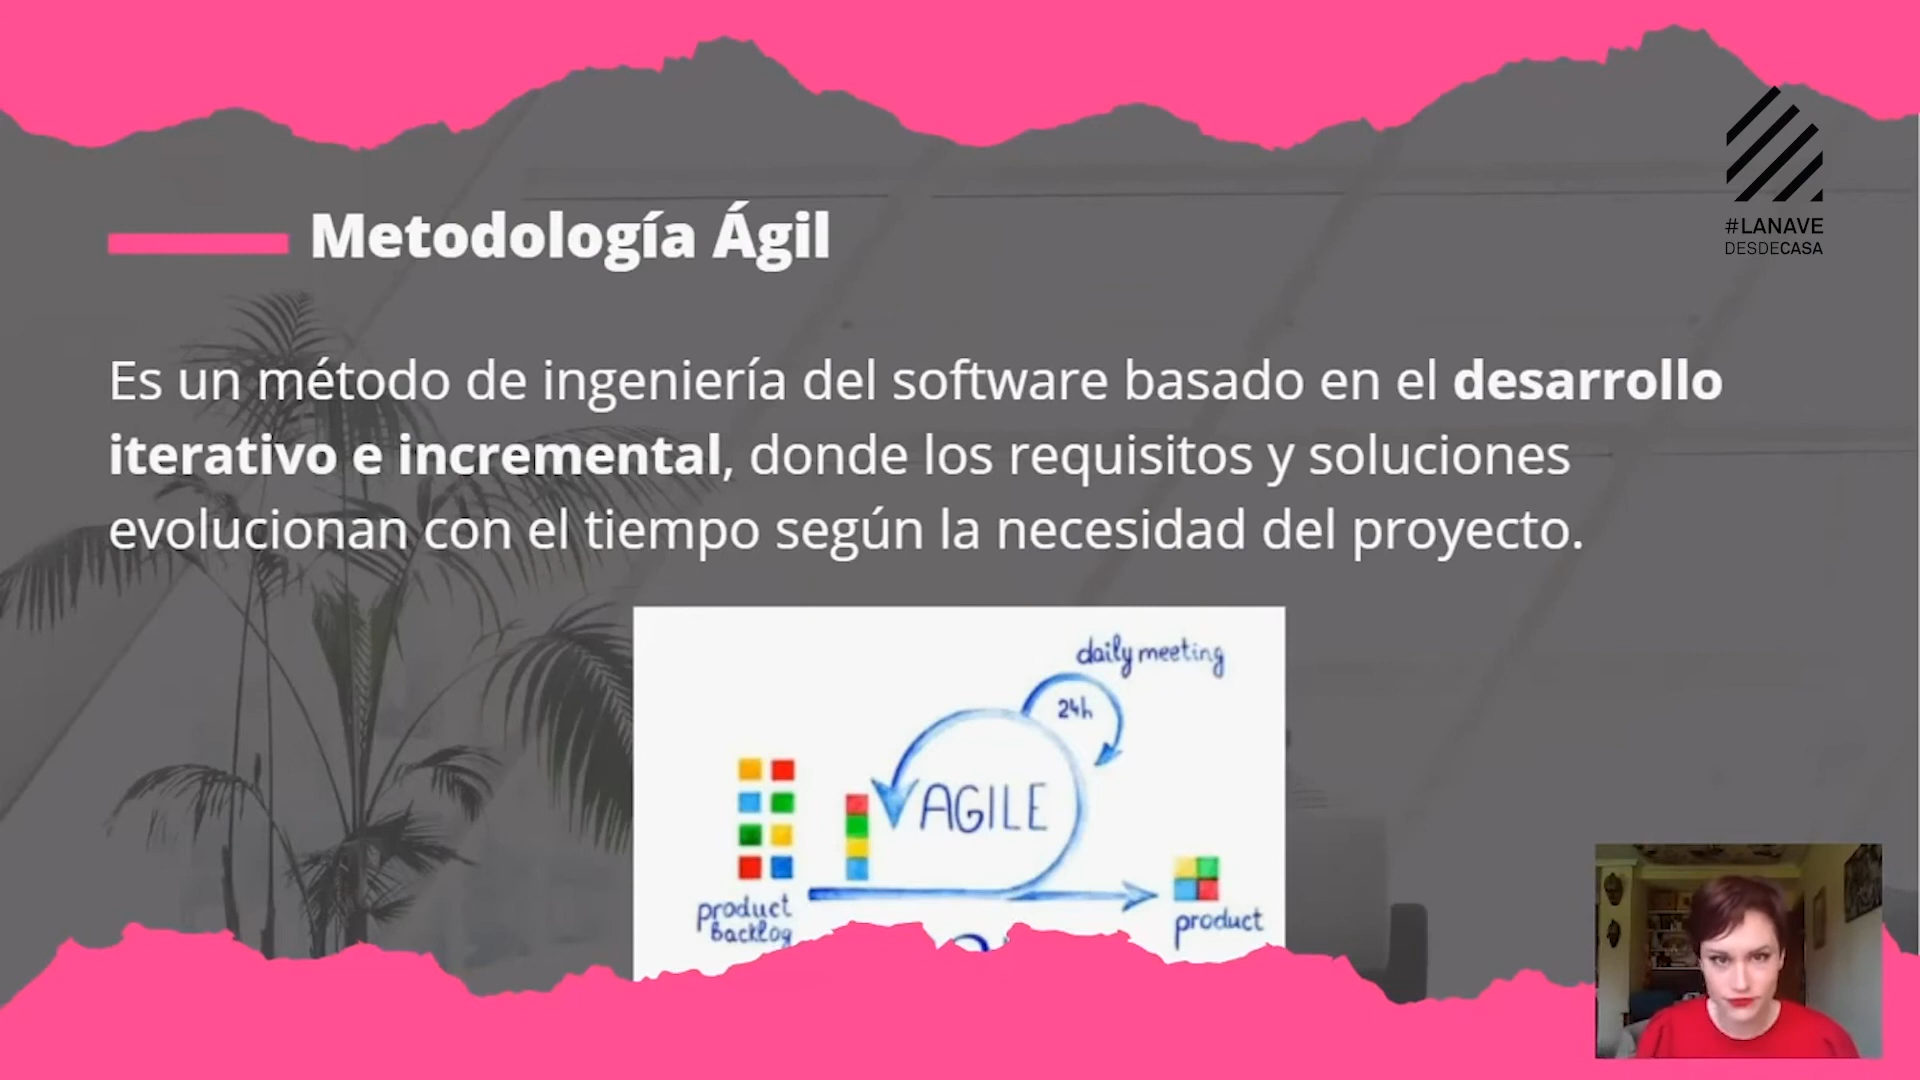 #LANAVE
DESDECASA
Metodología Ágil
Es un método de ingeniería del software basado en el desarrollo
iterativo e incremental, donde los requisitos y soluciones
evolucionan con el tiempo según la necesidad del proyecto.
daily meeting
24h
AGILE
product
backlog
product